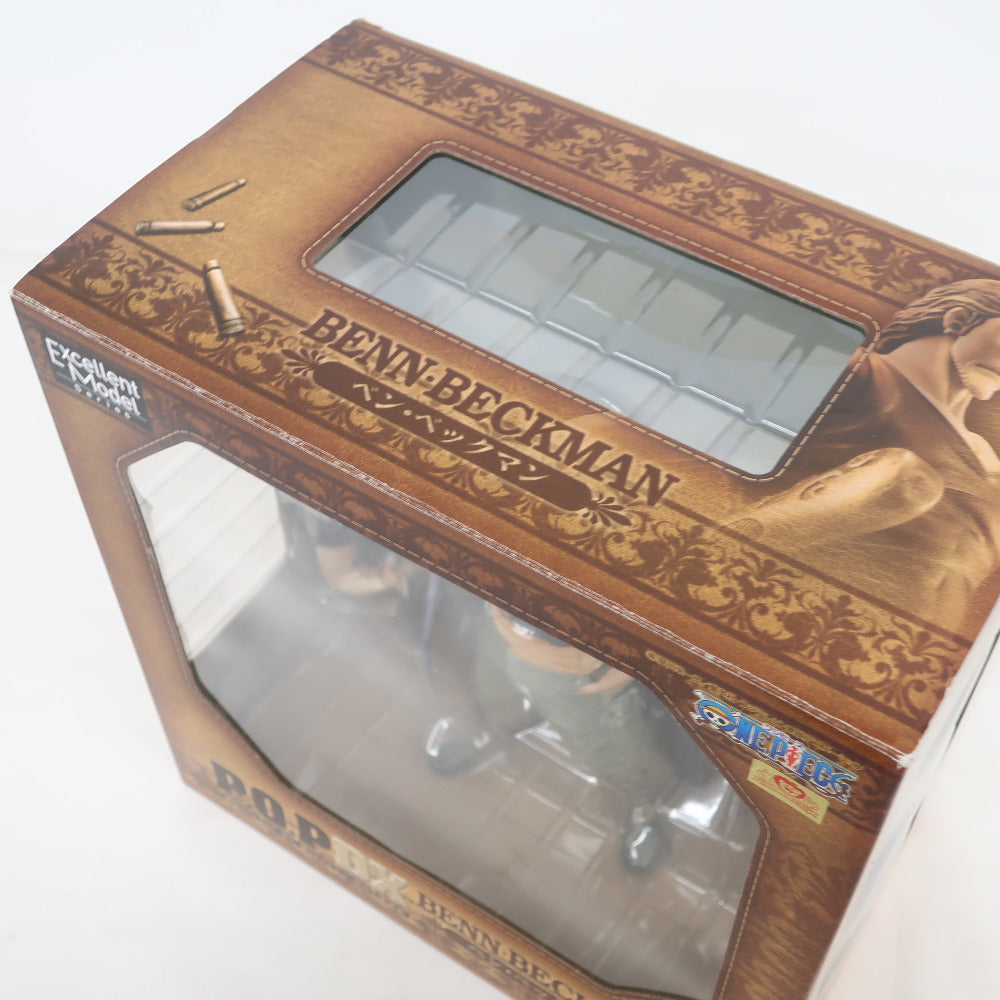 BENN・BECKMAN
ベン・ベックマン
Excellent
Model
series
ONE PIECE
P.O.P DX
BENN・BEC